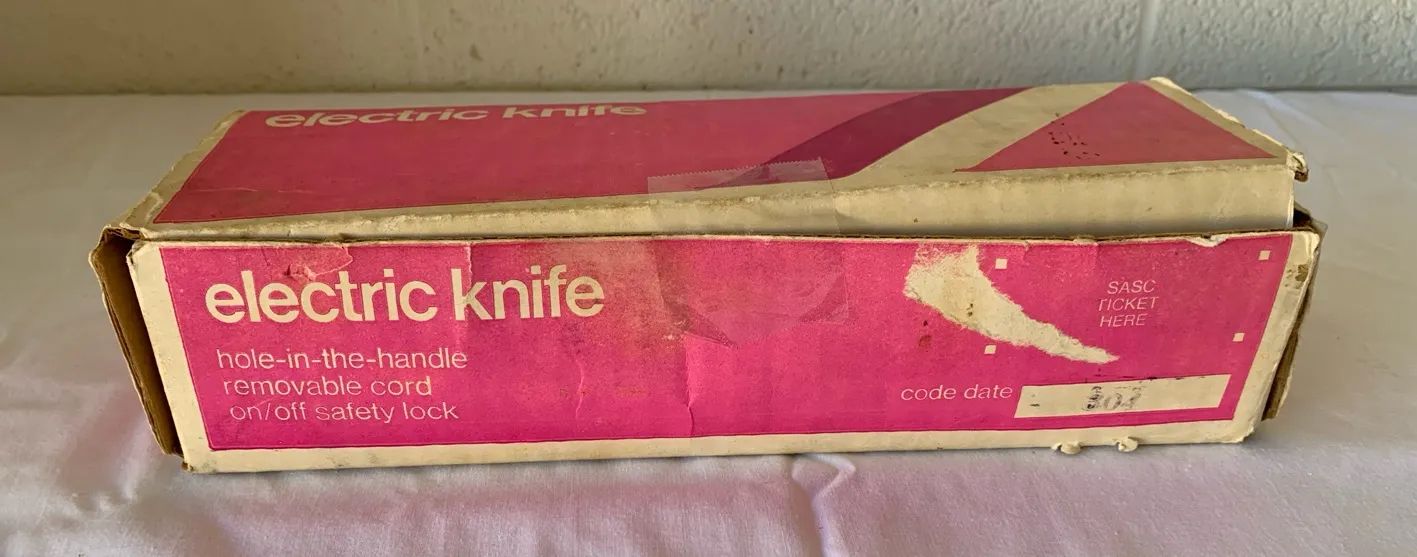 electric knife
electric knife
hole-in-the-handle
removable cord
on/off safety lock
SASC
TICKET
HERE
code date